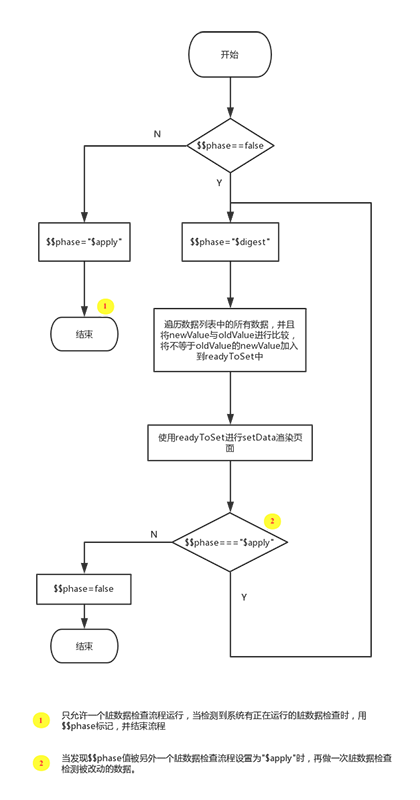 开始
$$phase==false
N
Y
$$phase="$apply"
$$phase="$digest"
1
结束
遍历数据列表中的所有数据，并且
将newValue与oldValue进行比较，
将不等于oldValue的newValue加入
到readyToSet中
使用readyToSet进行setData渲染页
面
2
N
$$phase==="$apply"
$$phase=false
Y
结束
1 只允许一个脏数据检查流程运行，当检测到系统有正在运行的脏数据检查时，用
$$phase标记，并结束流程
2 当发现$$phase值被另外一个脏数据检查流程设置为"$apply"时，再做一次脏数据检查
检测被改动的数据。